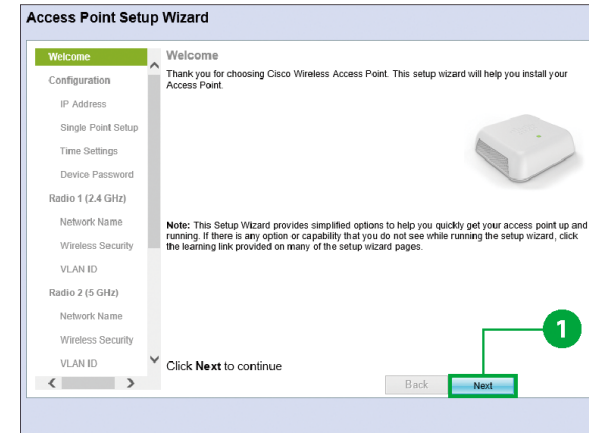 Access Point Setup Wizard
Welcome
Configuration
IP Address
Single Point Setup
Time Settings
Device Password
Radio 1 (2.4 GHz)
Network Name
Wireless Security
VLAN ID
Radio 2 (5 GHz)
Network Name
Wireless Security
VLAN ID
Welcome
Thank you for choosing Cisco Wireless Access Point. This setup wizard will help you install your
Access Point.
Note: This Setup Wizard provides simplified options to help you quickly get your access point up and
running. If there is any option or capability that you do not see while running the setup wizard, click
the learning link provided on many of the setup wizard pages.
1
Click Next to continue
Back
Next